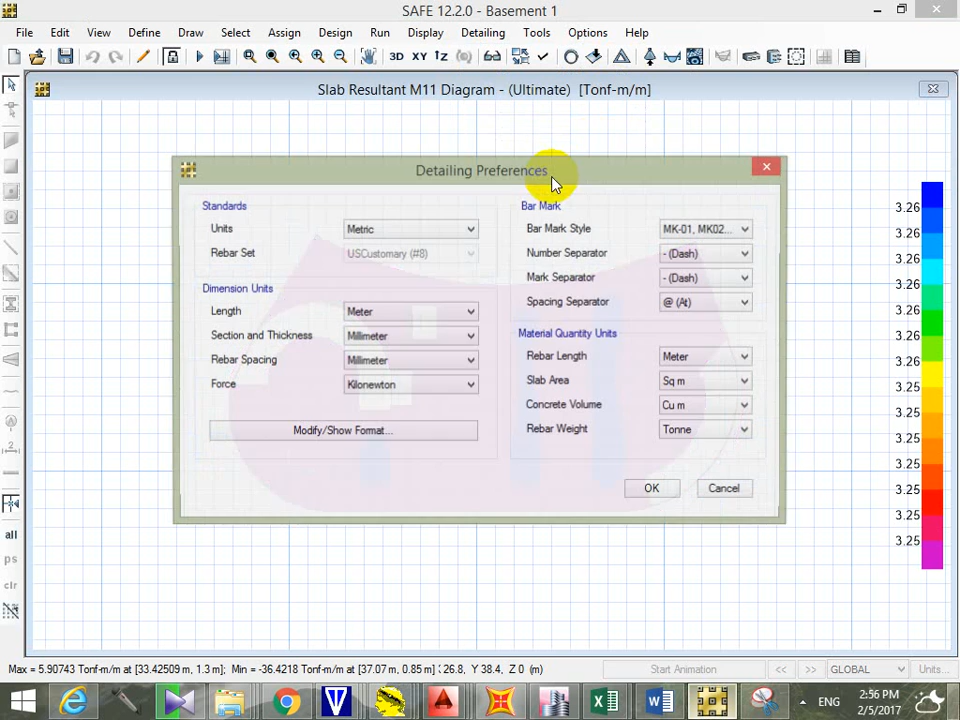 SAFE 12.2.0 - Basement 1
File Edit View Define Draw Select Assign Design Run Display Detailing Tools Options Help
3D XY
Slab Resultant M11 Diagram - (Ultimate) [Tonf-m/m]
Detailing Preferences
Standards
Units Metric
Rebar Set USCustomary (#8)
Dimension Units
Length Meter
Section and Thickness Millimeter
Rebar Spacing Millimeter
Force Kilonewton
Modify/Show Format...
Bar Mark
Bar Mark Style MK-01, MK02...
Number Separator - (Dash)
Mark Separator - (Dash)
Spacing Separator @ (At)
Material Quantity Units
Rebar Length Meter
Slab Area Sq m
Concrete Volume Cu m
Rebar Weight Tonne
OK Cancel
3.26
3.26
3.26
3.26
3.26
3.26
3.26
3.25
3.25
3.25
3.25
3.25
3.25
all
ps
clr
Max = 5.90743 Tonf-m/m at [33.42509 m, 1.3 m]; Min = -36.4218 Tonf-m/m at [37.07 m, 0.85 m]
X 26.8, Y 38.4, Z 0 (m)
Start Animation << >> GLOBAL Units...
ENG
2:56 PM
2/5/2017